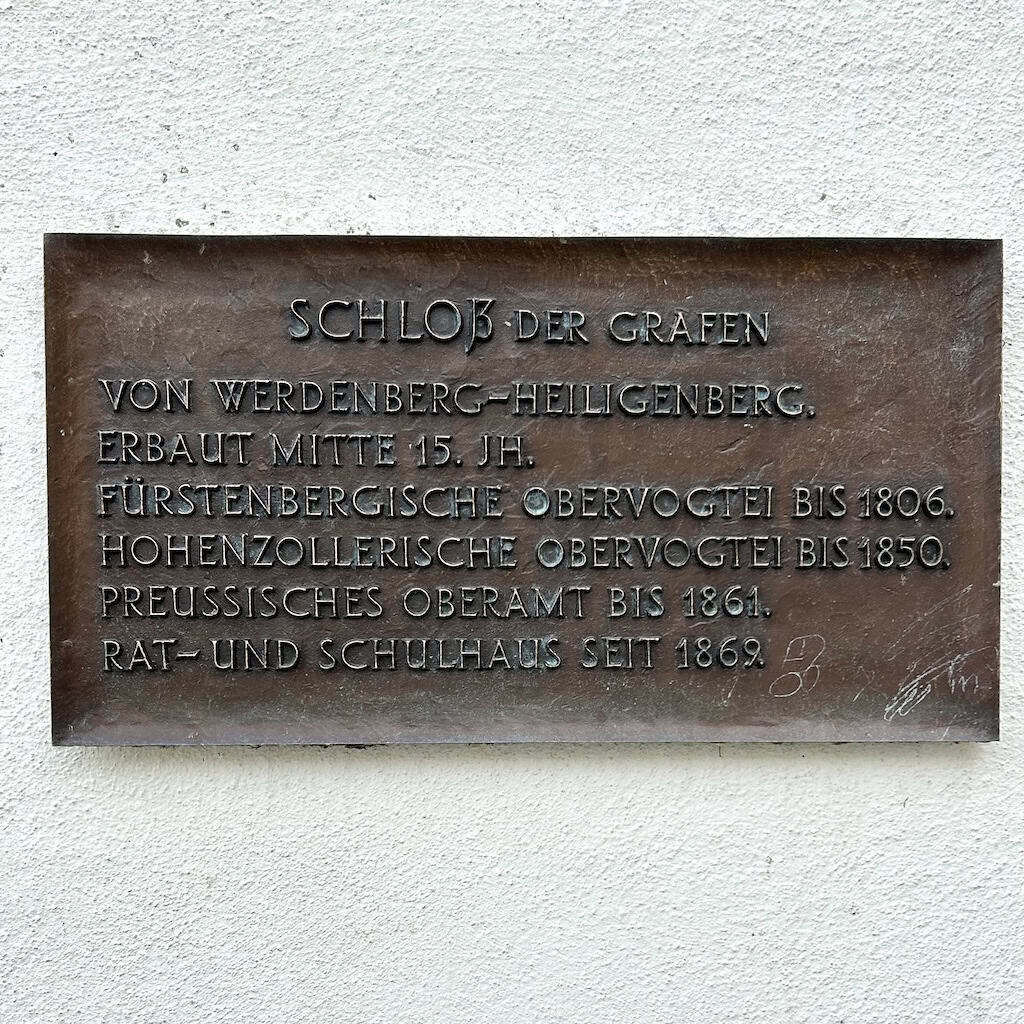 SCHLOß DER GRAFEN
VON WERDENBERG-HEILIGENBERG.
ERBAUT MITTE 15. JH.
FÜRSTENBERGISCHE OBERVOGTEI BIS 1806.
HOHENZOLLERISCHE OBERVOGTEI BIS 1850.
PREUSSISCHES OBERAMT BIS 1861.
RAT- UND SCHULHAUS SEIT 1869.